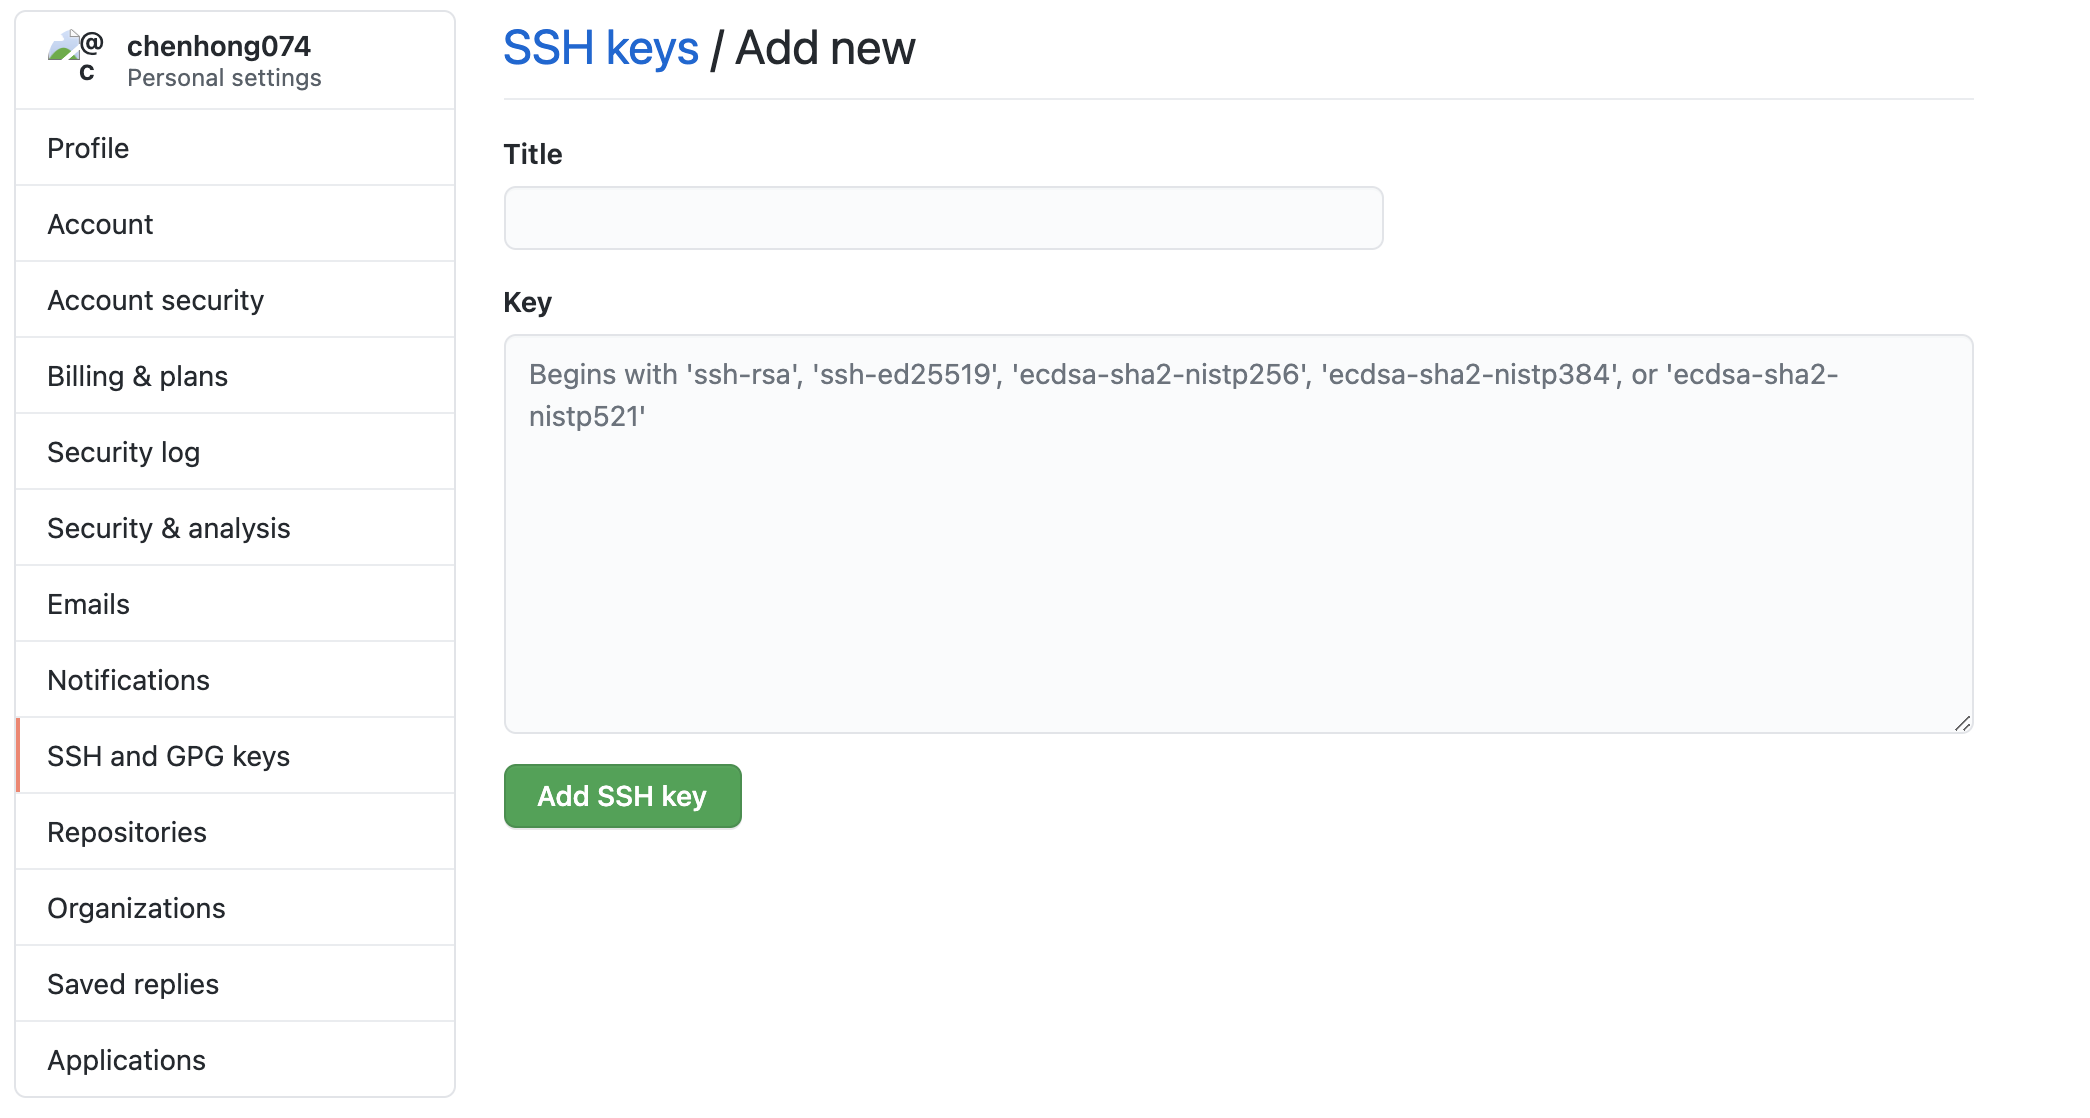 @
c
chenhong074
Personal settings
Profile
Account
Account security
Billing & plans
Security log
Security & analysis
Emails
Notifications
SSH and GPG keys
Repositories
Organizations
Saved replies
Applications
SSH keys / Add new
Title
Key
Begins with 'ssh-rsa', 'ssh-ed25519', 'ecdsa-sha2-nistp256', 'ecdsa-sha2-nistp384', or 'ecdsa-sha2-
nistp521'
Add SSH key